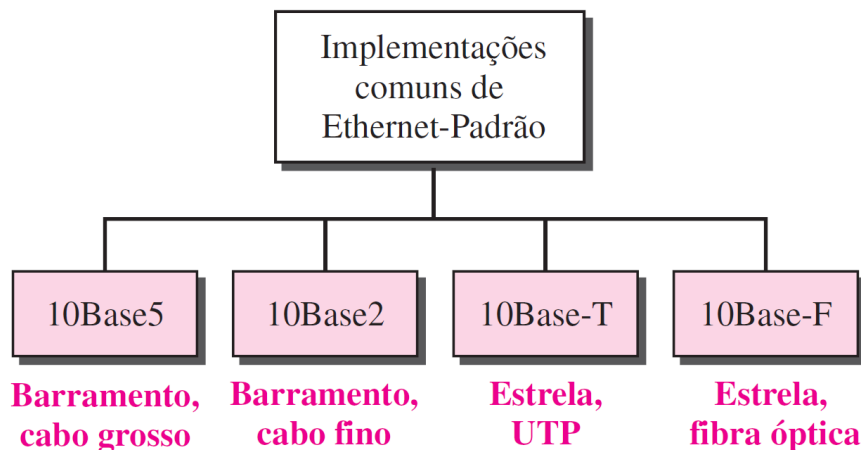 Implementações
comuns de
Ethernet-Padrão
10Base5
10Base2
10Base-T
10Base-F
Barramento,
cabo grosso
Barramento,
cabo fino
Estrela,
UTP
Estrela,
fibra óptica